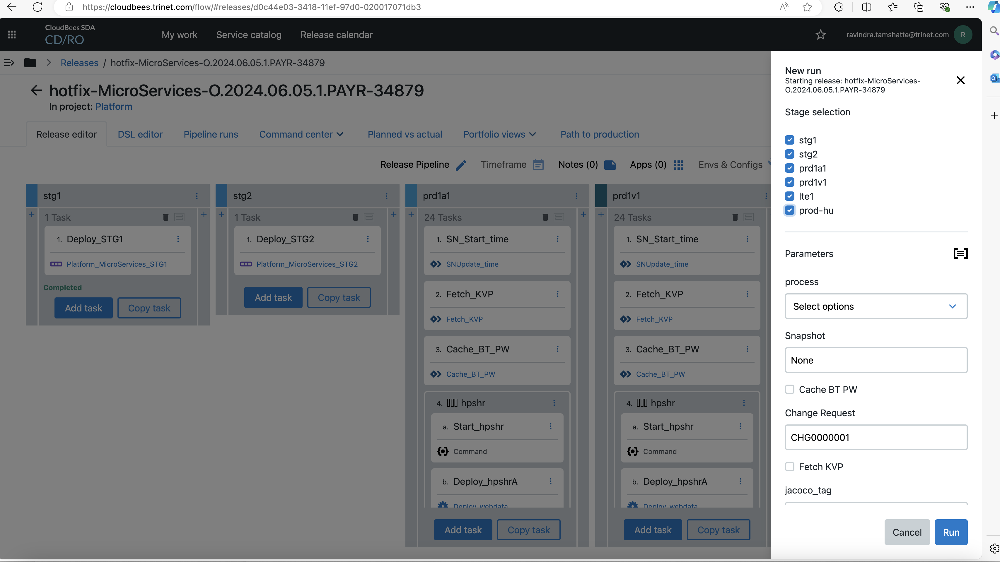 https://cloudbees.trinet.com/flow/#releases/d0c44e03-3418-11ef-97d0-020017071db3
CloudBees SDA
CD/RO
My work
Service catalog
Release calendar
ravindra.tamshatte@trinet.com
R
Releases / hotfix-MicroServices-O.2024.06.05.1.PAYR-34879
hotfix-MicroServices-O.2024.06.05.1.PAYR-34879
In project: Platform
Release editor
DSL editor
Pipeline runs
Command center
Planned vs actual
Portfolio views
Path to production
Release Pipeline
Timeframe
Notes (0)
Apps (0)
Envs & Configs
stg1
1 Task
1. Deploy_STG1
Platform_MicroServices_STG1
Completed
Add task
Copy task
stg2
1 Task
1. Deploy_STG2
Platform_MicroServices_STG2
Add task
Copy task
prd1a1
24 Tasks
1. SN_Start_time
SNUpdate_time
2. Fetch_KVP
Fetch_KVP
3. Cache_BT_PW
Cache_BT_PW
4. hpshr
a. Start_hpshr
Command
b. Deploy_hpshrA
Deploy-webdata
Add task
Copy task
prd1v1
24 Tasks
1. SN_Start_time
SNUpdate_time
2. Fetch_KVP
Fetch_KVP
3. Cache_BT_PW
Cache_BT_PW
4. hpshr
a. Start_hpshr
Command
b. Deploy_hpshrA
Deploy-webdata
Add task
Copy task
New run
Starting release: hotfix-MicroServices-
O.2024.06.05.1.PAYR-34879
Stage selection
stg1
stg2
prd1a1
prd1v1
lte1
prod-hu
Parameters
process
Select options
Snapshot
None
Cache BT PW
Change Request
CHG0000001
Fetch KVP
jacoco_tag
Cancel
Run